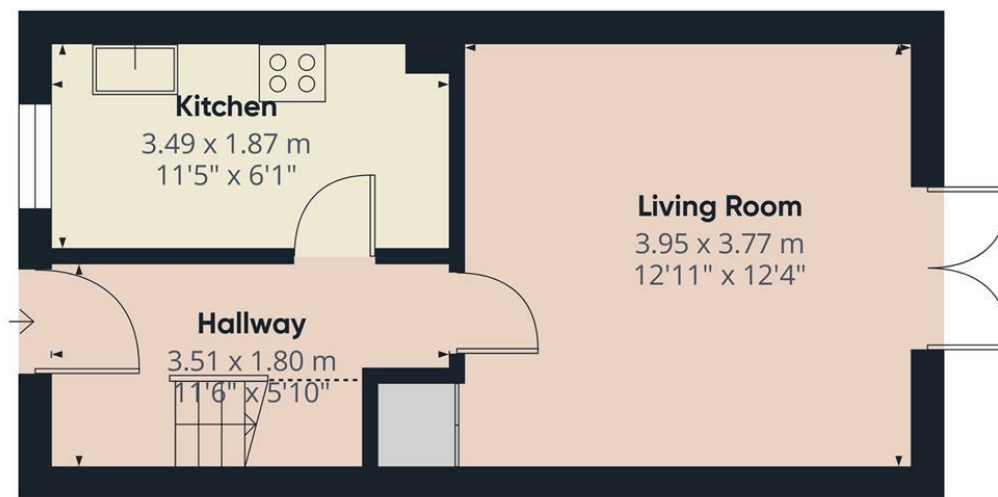 Kitchen
3.49 x 1.87 m
11'5" x 6'1"
Living Room
3.95 x 3.77 m
12'11" x 12'4"
Hallway
3.51 x 1.80 m
11'6" x 5'10"